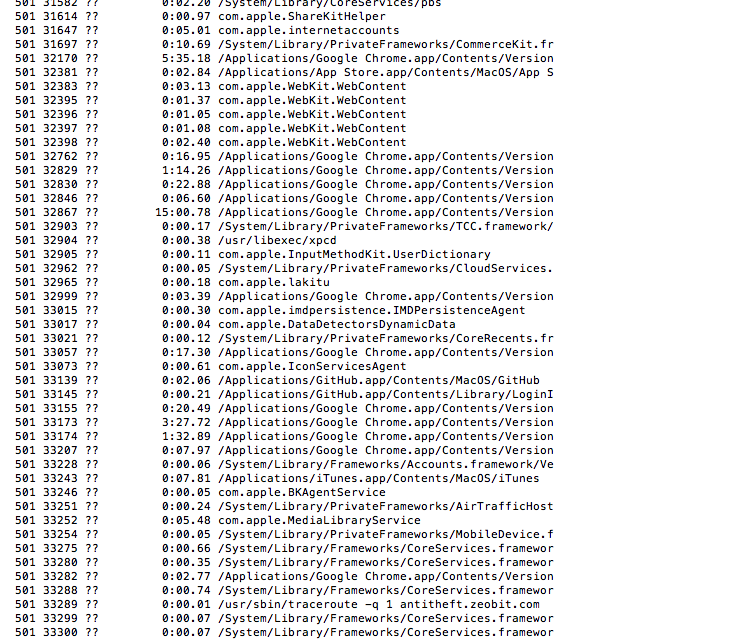 501 31582 ?? 0:02.20 /System/Library/CoreServices/pbs
501 31614 ?? 0:00.97 com.apple.ShareKitHelper
501 31647 ?? 0:05.01 com.apple.internetaccounts
501 31697 ?? 0:10.69 /System/Library/PrivateFrameworks/CommerceKit.fr
501 32170 ?? 5:35.18 /Applications/Google Chrome.app/Contents/Version
501 32381 ?? 0:02.84 /Applications/App Store.app/Contents/MacOS/App S
501 32383 ?? 0:03.13 com.apple.WebKit.WebContent
501 32395 ?? 0:01.37 com.apple.WebKit.WebContent
501 32396 ?? 0:01.05 com.apple.WebKit.WebContent
501 32397 ?? 0:01.08 com.apple.WebKit.WebContent
501 32398 ?? 0:02.40 com.apple.WebKit.WebContent
501 32762 ?? 0:16.95 /Applications/Google Chrome.app/Contents/Version
501 32829 ?? 1:14.26 /Applications/Google Chrome.app/Contents/Version
501 32830 ?? 0:22.88 /Applications/Google Chrome.app/Contents/Version
501 32846 ?? 0:06.60 /Applications/Google Chrome.app/Contents/Version
501 32867 ?? 15:00.78 /Applications/Google Chrome.app/Contents/Version
501 32903 ?? 0:00.17 /System/Library/PrivateFrameworks/TCC.framework/
501 32904 ?? 0:00.38 /usr/libexec/xpcd
501 32905 ?? 0:00.11 com.apple.InputMethodKit.UserDictionary
501 32962 ?? 0:00.05 /System/Library/PrivateFrameworks/CloudServices.
501 32965 ?? 0:00.18 com.apple.lakitu
501 32999 ?? 0:03.39 /Applications/Google Chrome.app/Contents/Version
501 33015 ?? 0:00.30 com.apple.imdpersistence.IMDPersistenceAgent
501 33017 ?? 0:00.04 com.apple.DataDetectorsDynamicData
501 33021 ?? 0:00.12 /System/Library/PrivateFrameworks/CoreRecents.fr
501 33057 ?? 0:17.30 /Applications/Google Chrome.app/Contents/Version
501 33073 ?? 0:00.61 com.apple.IconServicesAgent
501 33139 ?? 0:02.06 /Applications/GitHub.app/Contents/MacOS/GitHub
501 33145 ?? 0:00.21 /Applications/GitHub.app/Contents/Library/LoginI
501 33155 ?? 0:20.49 /Applications/Google Chrome.app/Contents/Version
501 33173 ?? 3:27.72 /Applications/Google Chrome.app/Contents/Version
501 33174 ?? 1:32.89 /Applications/Google Chrome.app/Contents/Version
501 33207 ?? 0:07.97 /Applications/Google Chrome.app/Contents/Version
501 33228 ?? 0:00.06 /System/Library/Frameworks/Accounts.framework/Ve
501 33243 ?? 0:07.81 /Applications/iTunes.app/Contents/MacOS/iTunes
501 33246 ?? 0:00.05 com.apple.BKAgentService
501 33251 ?? 0:00.24 /System/Library/PrivateFrameworks/AirTrafficHost
501 33252 ?? 0:05.48 com.apple.MediaLibraryService
501 33254 ?? 0:00.05 /System/Library/PrivateFrameworks/MobileDevice.f
501 33275 ?? 0:00.66 /System/Library/Frameworks/CoreServices.framewor
501 33280 ?? 0:00.35 /System/Library/Frameworks/CoreServices.framewor
501 33282 ?? 0:02.77 /Applications/Google Chrome.app/Contents/Version
501 33288 ?? 0:00.74 /System/Library/Frameworks/CoreServices.framewor
501 33289 ?? 0:00.01 /usr/sbin/traceroute -q 1 antitheft.zeobit.com
501 33299 ?? 0:00.07 /System/Library/Frameworks/CoreServices.framewor
501 33300 ?? 0:00.07 /System/Library/Frameworks/CoreServices.framewor